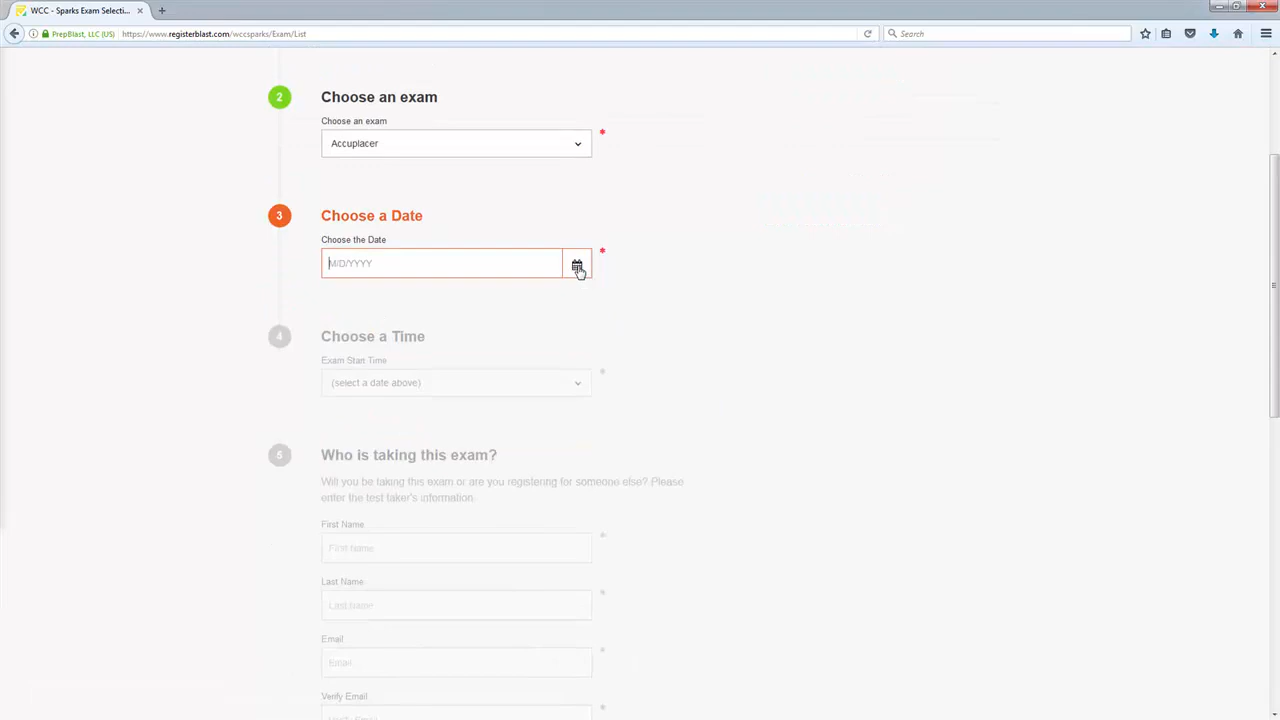 WCC - Sparks Exam Selecti...
PrepBlast, LLC (US) https://www.registerblast.com/wccsparks/Exam/List
Search
2 Choose an exam
Choose an exam
Accuplacer
*
3 Choose a Date
Choose the Date
M/D/YYYY
*
4 Choose a Time
Exam Start Time
(select a date above)
*
5 Who is taking this exam?
Will you be taking this exam or are you registering for someone else? Please
enter the test taker's information
First Name
*
First Name
Last Name
*
Last Name
Email
*
Email
Verify Email
*
Verify Email